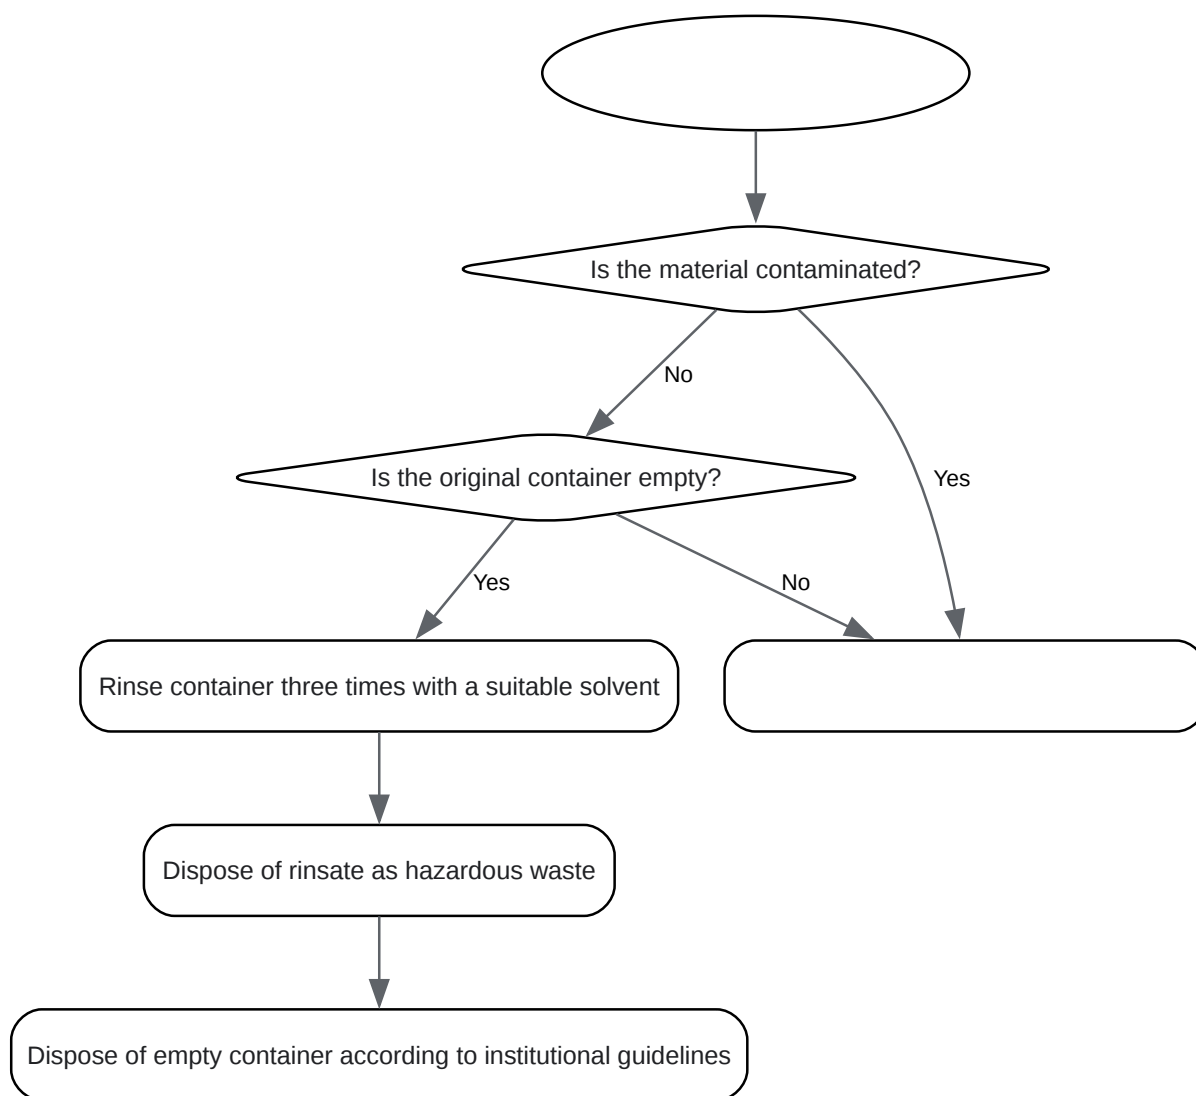 Is the material contaminated?
No
Is the original container empty?
Yes
Yes
No
Rinse container three times with a suitable solvent
Dispose of rinsate as hazardous waste
Dispose of empty container according to institutional guidelines